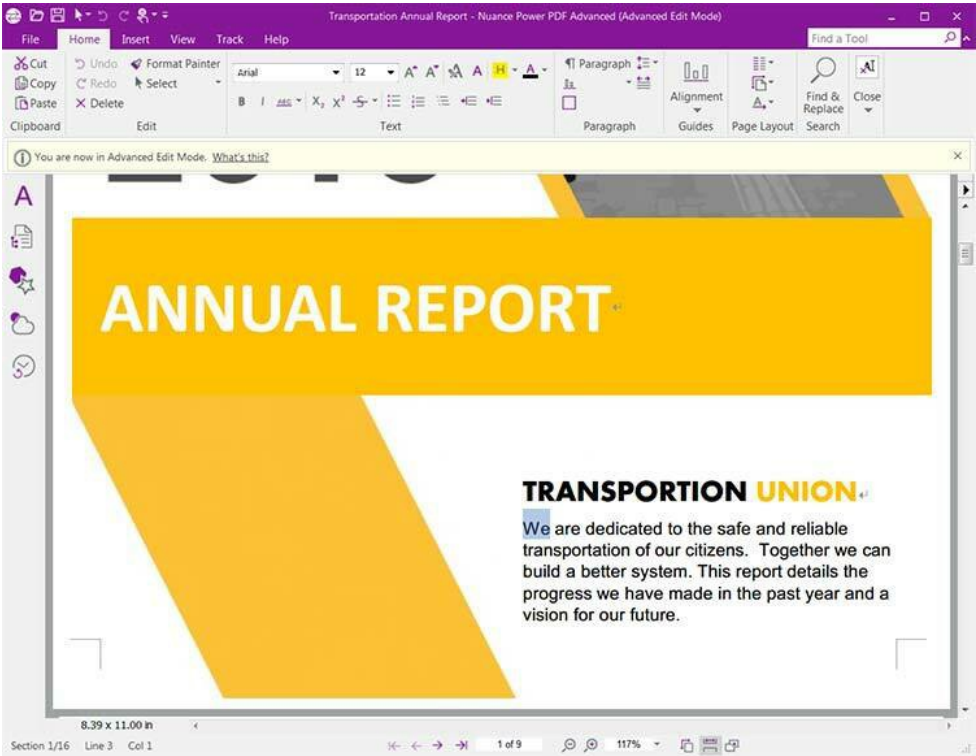 Transportation Annual Report - Nuance Power PDF Advanced (Advanced Edit Mode)
File Home Insert View Track Help Find a Tool
Cut Undo Format Painter
Copy Redo Select
Paste Delete
Arial 12
Paragraph
Alignment
Find & Replace
Close
Clipboard Edit Text Paragraph Guides Page Layout Search
You are now in Advanced Edit Mode. What's this?
ANNUAL REPORT
TRANSPORTION UNION
We are dedicated to the safe and reliable
transportation of our citizens. Together we can
build a better system. This report details the
progress we have made in the past year and a
vision for our future.
8.39 x 11.00 in
Section 1/16 Line 3 Col 1 1 of 9 117%